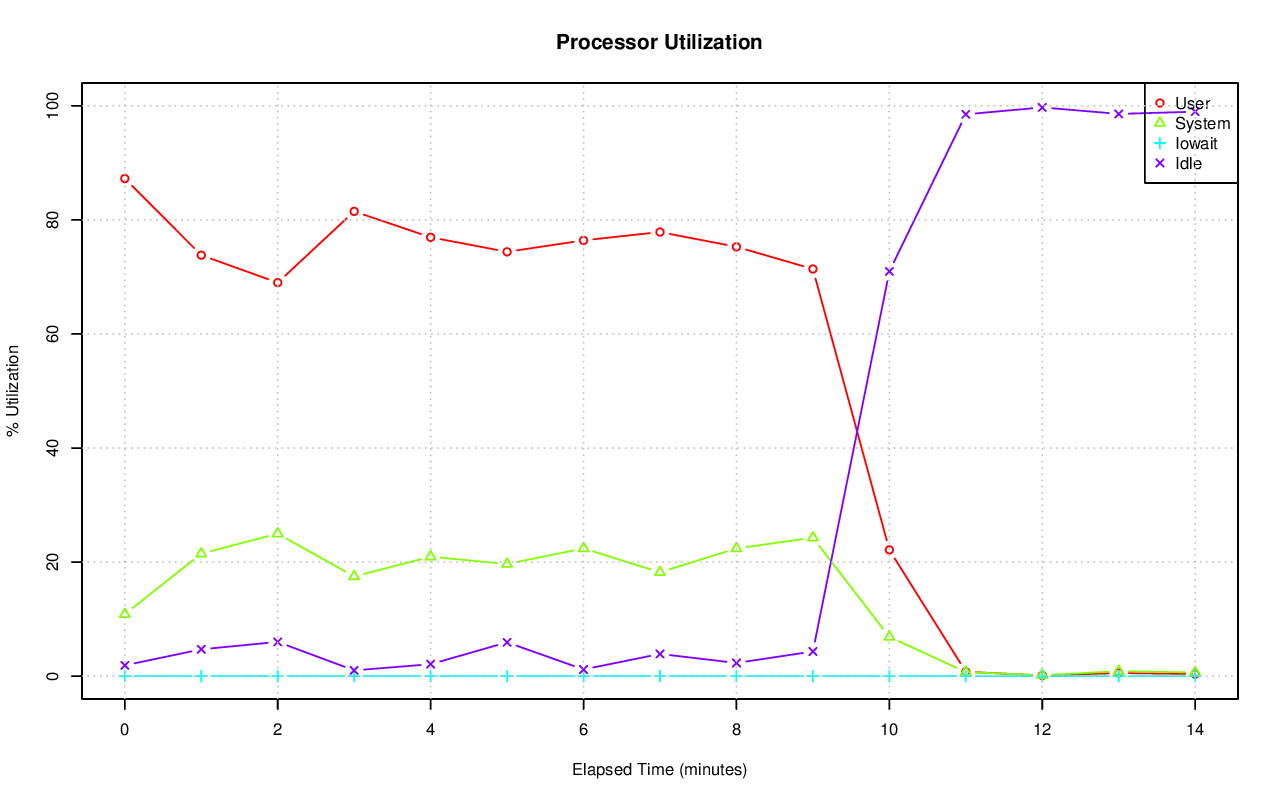 Processor Utilization
% Utilization
100
80
60
40
20
0
User
System
Iowait
Idle
0 2 4 6 8 10 12 14
Elapsed Time (minutes)